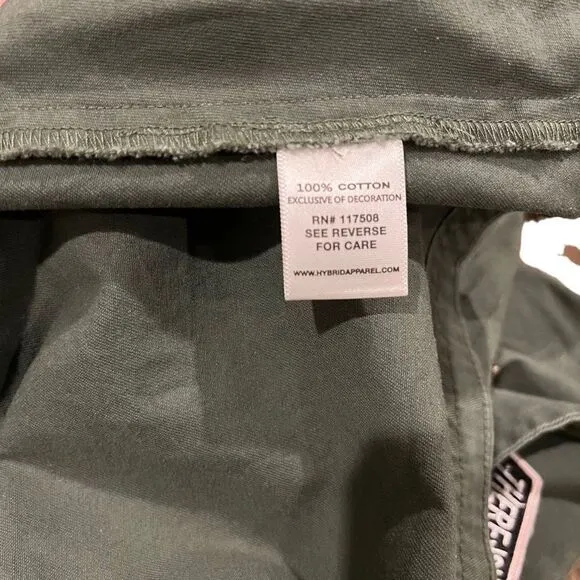 100% COTTON
EXCLUSIVE OF DECORATION
RN# 117508
SEE REVERSE
FOR CARE
WWW.HYBRIDAPPAREL.COM